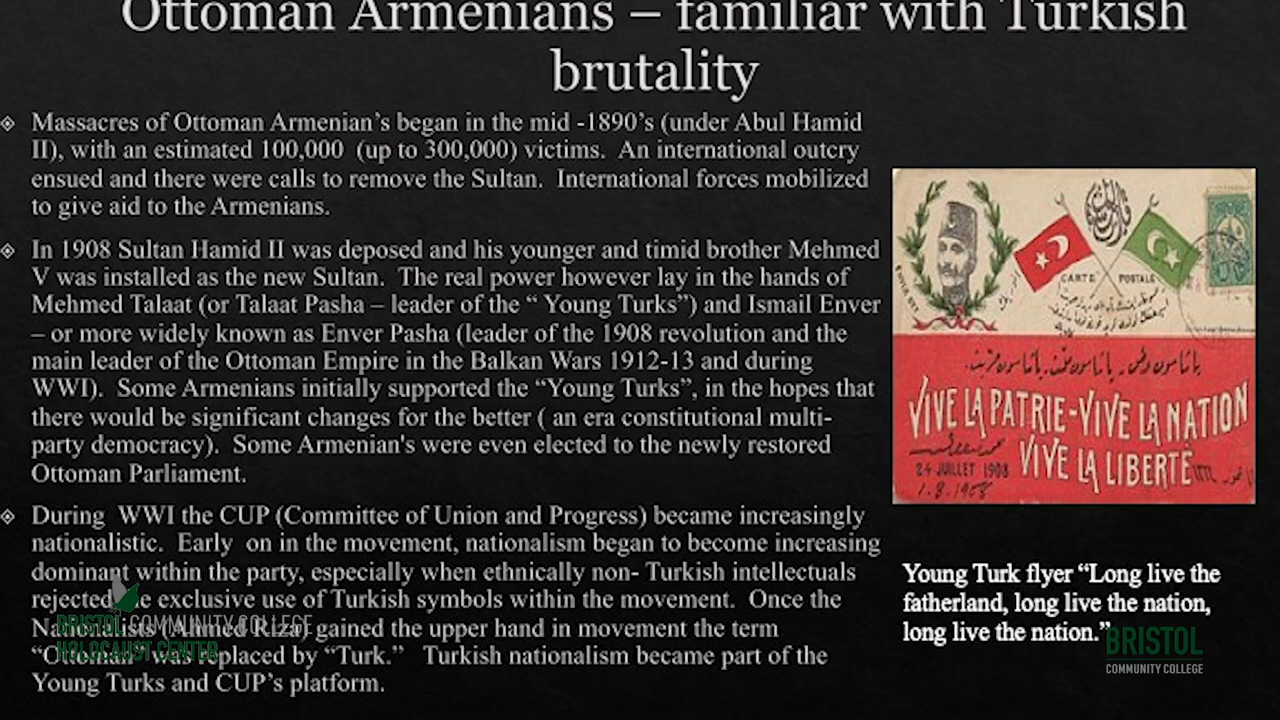 Ottoman Armenians – familiar with Turkish
brutality
Massacres of Ottoman Armenian’s began in the mid -1890’s (under Abul Hamid
II), with an estimated 100,000 (up to 300,000) victims. An international outcry
ensued and there were calls to remove the Sultan. International forces mobilized
to give aid to the Armenians.
In 1908 Sultan Hamid II was deposed and his younger and timid brother Mehmed
V was installed as the new Sultan. The real power however lay in the hands of
Mehmed Talaat (or Talaat Pasha – leader of the “ Young Turks”) and Ismail Enver
– or more widely known as Enver Pasha (leader of the 1908 revolution and the
main leader of the Ottoman Empire in the Balkan Wars 1912-13 and during
WWI). Some Armenians initially supported the “Young Turks”, in the hopes that
there would be significant changes for the better ( an era constitutional multi-
party democracy). Some Armenian's were even elected to the newly restored
Ottoman Parliament.
During WWI the CUP (Committee of Union and Progress) became increasingly
nationalistic. Early on in the movement, nationalism began to become increasing
dominant within the party, especially when ethnically non- Turkish intellectuals
rejected the exclusive use of Turkish symbols within the movement. Once the
Nationalists (Ahmed Riza) gained the upper hand in movement the term
“Ottoman” was replaced by “Turk.” Turkish nationalism became part of the
Young Turks and CUP’s platform.
BRISTOL COMMUNITY COLLEGE
HOLOCAUST CENTER
CARTE POSTALE
VIVE LA PATRIE-VIVE LA NATION
VIVE LA LIBERTÉ
24 JUILLET 1908
1.8.1908
Young Turk flyer “Long live the
fatherland, long live the nation,
long live the nation.”
BRISTOL
COMMUNITY COLLEGE